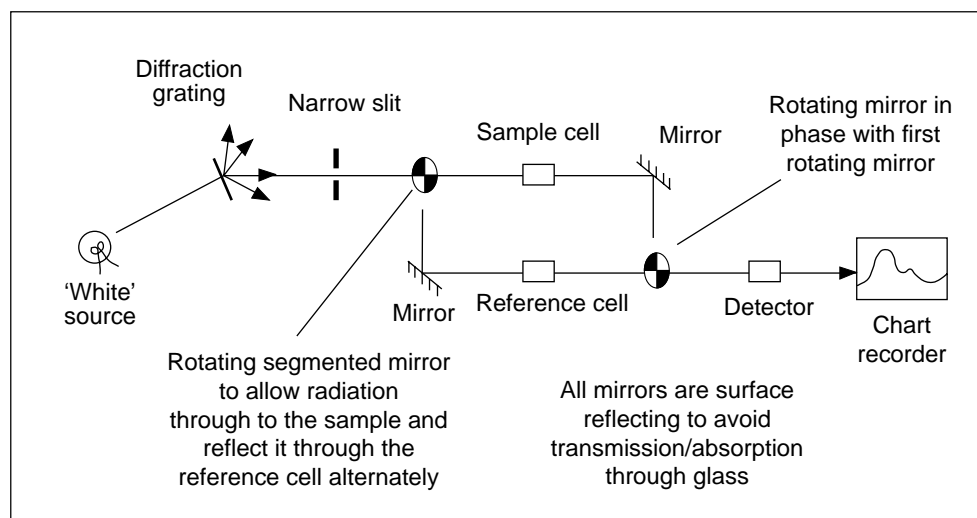 Diffraction
grating
Narrow slit
Sample cell
Mirror
Rotating mirror in
phase with first
rotating mirror
‘White’
source
Mirror
Reference cell
Detector
Chart
recorder
Rotating segmented mirror
to allow radiation
through to the sample and
reflect it through the
reference cell alternately
All mirrors are surface
reflecting to avoid
transmission/absorption
through glass